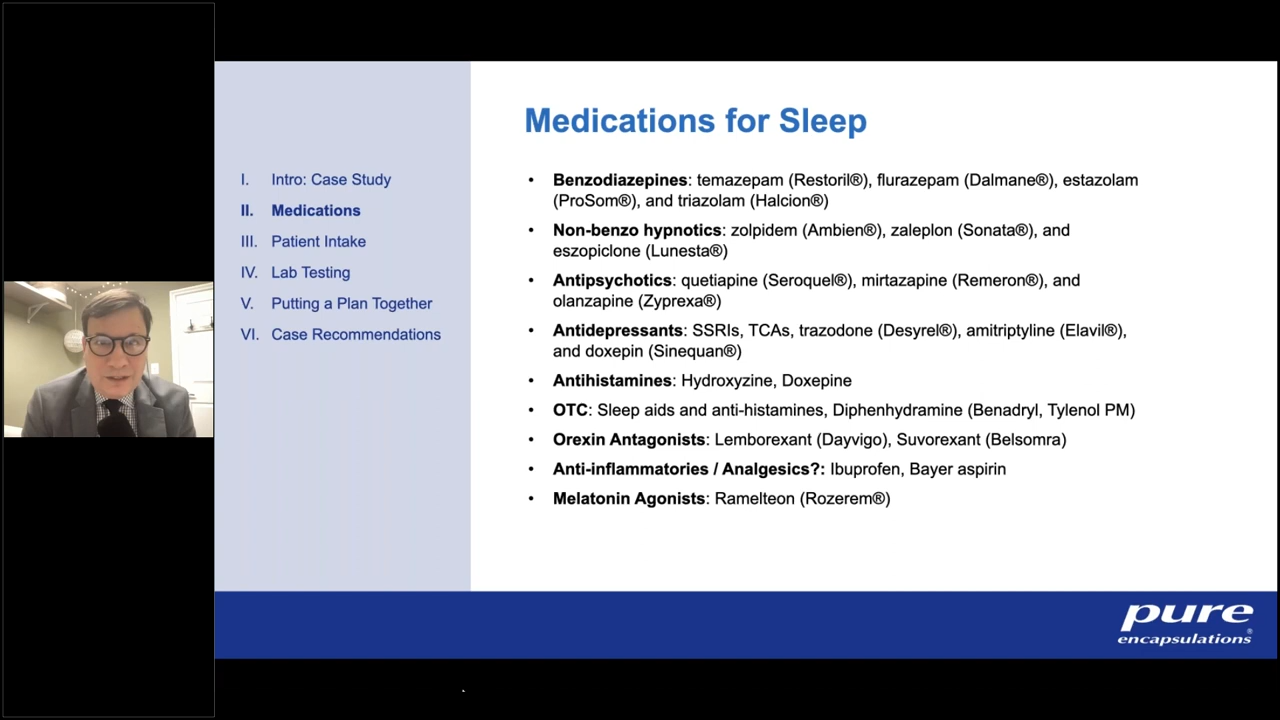 Medications for Sleep
I. Intro: Case Study
II. Medications
III. Patient Intake
IV. Lab Testing
V. Putting a Plan Together
VI. Case Recommendations
• Benzodiazepines: temazepam (Restoril®), flurazepam (Dalmane®), estazolam
(ProSom®), and triazolam (Halcion®)
• Non-benzo hypnotics: zolpidem (Ambien®), zaleplon (Sonata®), and
eszopiclone (Lunesta®)
• Antipsychotics: quetiapine (Seroquel®), mirtazapine (Remeron®), and
olanzapine (Zyprexa®)
• Antidepressants: SSRIs, TCAs, trazodone (Desyrel®), amitriptyline (Elavil®),
and doxepin (Sinequan®)
• Antihistamines: Hydroxyzine, Doxepine
• OTC: Sleep aids and anti-histamines, Diphenhydramine (Benadryl, Tylenol PM)
• Orexin Antagonists: Lemborexant (Dayvigo), Suvorexant (Belsomra)
• Anti-inflammatories / Analgesics?: Ibuprofen, Bayer aspirin
• Melatonin Agonists: Ramelteon (Rozerem®)
pure
encapsulations®